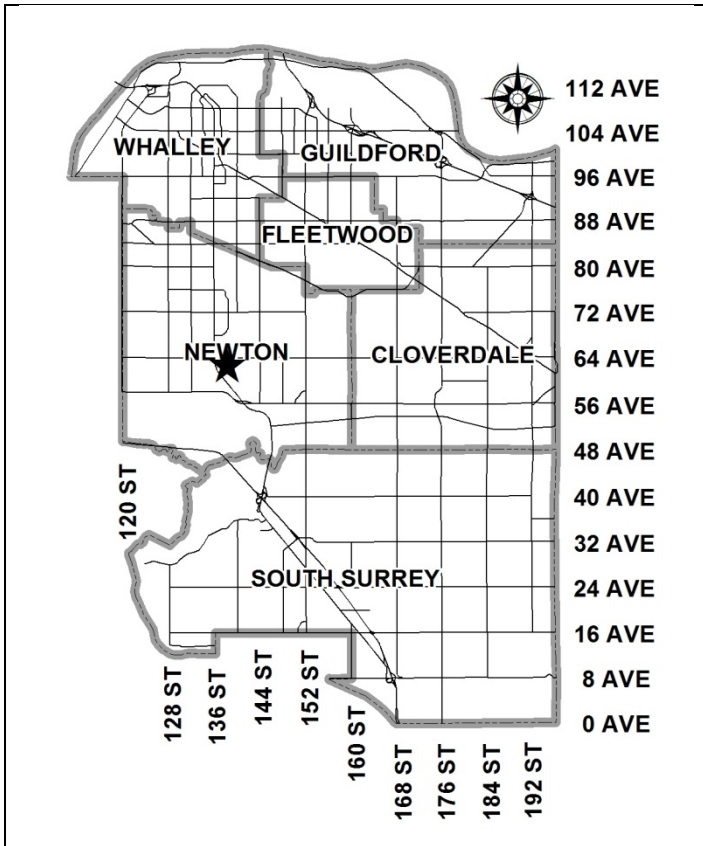 112 AVE
104 AVE
WHALLEY
GUILDFORD
96 AVE
88 AVE
FLEETWOOD
80 AVE
72 AVE
NEWTON
CLOVERDALE
64 AVE
56 AVE
48 AVE
120 ST
40 AVE
32 AVE
SOUTH SURREY
24 AVE
16 AVE
8 AVE
0 AVE
128 ST
136 ST
144 ST
152 ST
160 ST
168 ST
176 ST
184 ST
192 ST